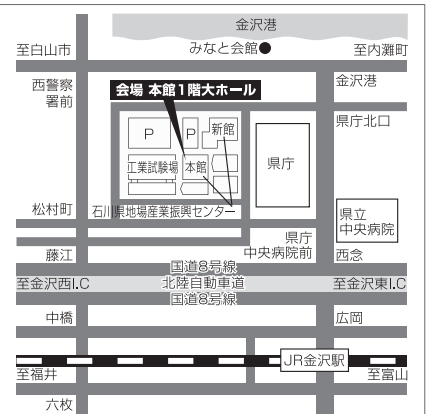 金沢港
至白山市
みなと会館●
至内灘町
西警察
署前
金沢港
会場 本館1階大ホール
県庁北口
P
P
新館
工業試験場
本館
県庁
松村町
石川県地場産業振興センター
県立
中央病院
藤江
県庁
中央病院前
西念
国道8号線
至金沢西I.C
北陸自動車道
至金沢東I.C
国道8号線
中橋
広岡
JR金沢駅
至福井
至富山
六枚